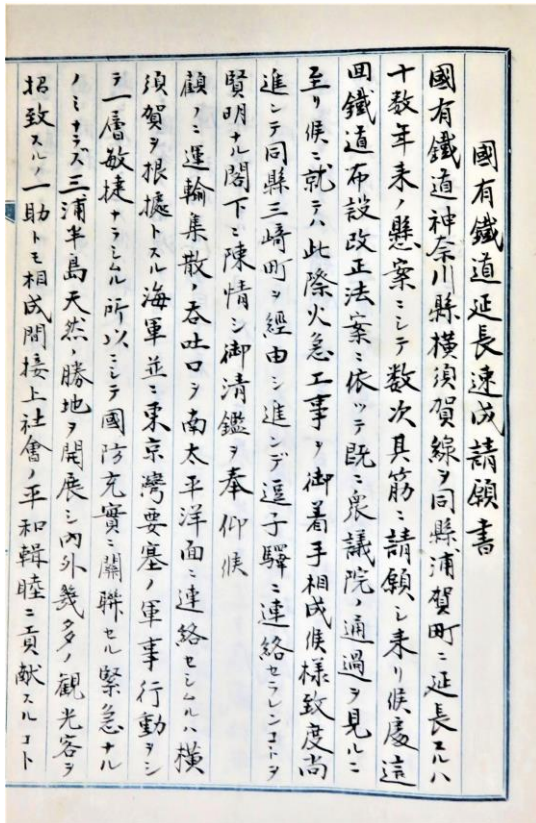 國有鐵道延長速成請願書
國有鐵道神奈川縣橫須賀線ヲ同縣浦賀町ニ延長スルハ
十数年来ノ懸案ニシテ数次其筋ニ請願シ来リ候處這
回鐵道布設改正法案ニ依ッテ既ニ衆議院ノ通過ヲ見ルニ
至リ候ニ就テハ此際火急工事ヲ御着手相成候様致度尚
進ンデ同縣三崎町ヲ經由シ進ンデ逗子驛ニ連絡セラレンコトヲ
賢明ナル閣下ニ陳情シ御清鑑ヲ奉仰候
顧ノニ運輸集散ノ呑吐口ヲ南太平洋面ニ連絡セシムルハ橫
須賀ヲ根據トスル海軍並ニ東京灣要塞ノ軍事行動ヲシ
テ一層敏捷ナラシムル所以ニシテ國防充實ニ關聯セル緊急ナル
ノミナラズ三浦半島天然ノ勝地ヲ開展シ內外幾多ノ観光客ヲ
招致スルノ一助トモ相成間接上社會ノ平和輯睦ニ貢献スルコト